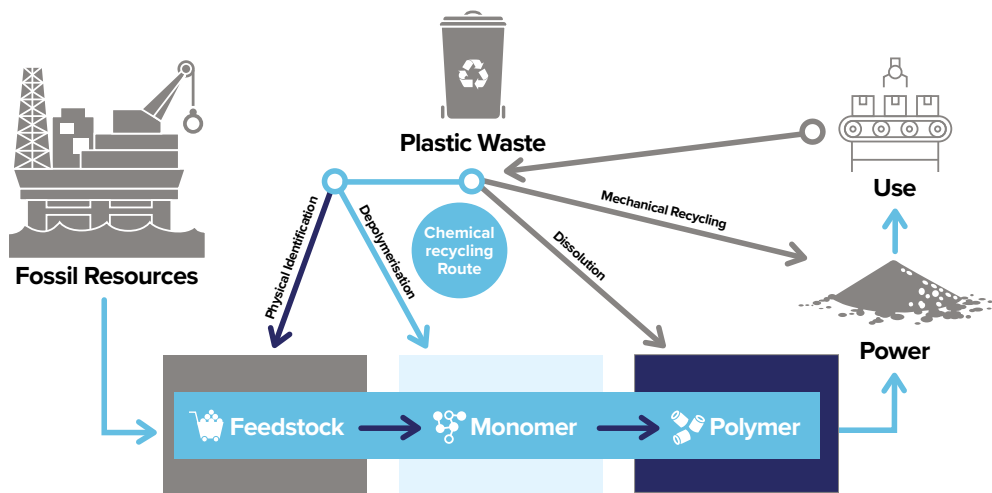 Plastic Waste
Fossil Resources
Use
Power
Physical Identification
Depolymerisation
Chemical
recycling
Route
Dissolution
Mechanical Recycling
Feedstock
Monomer
Polymer